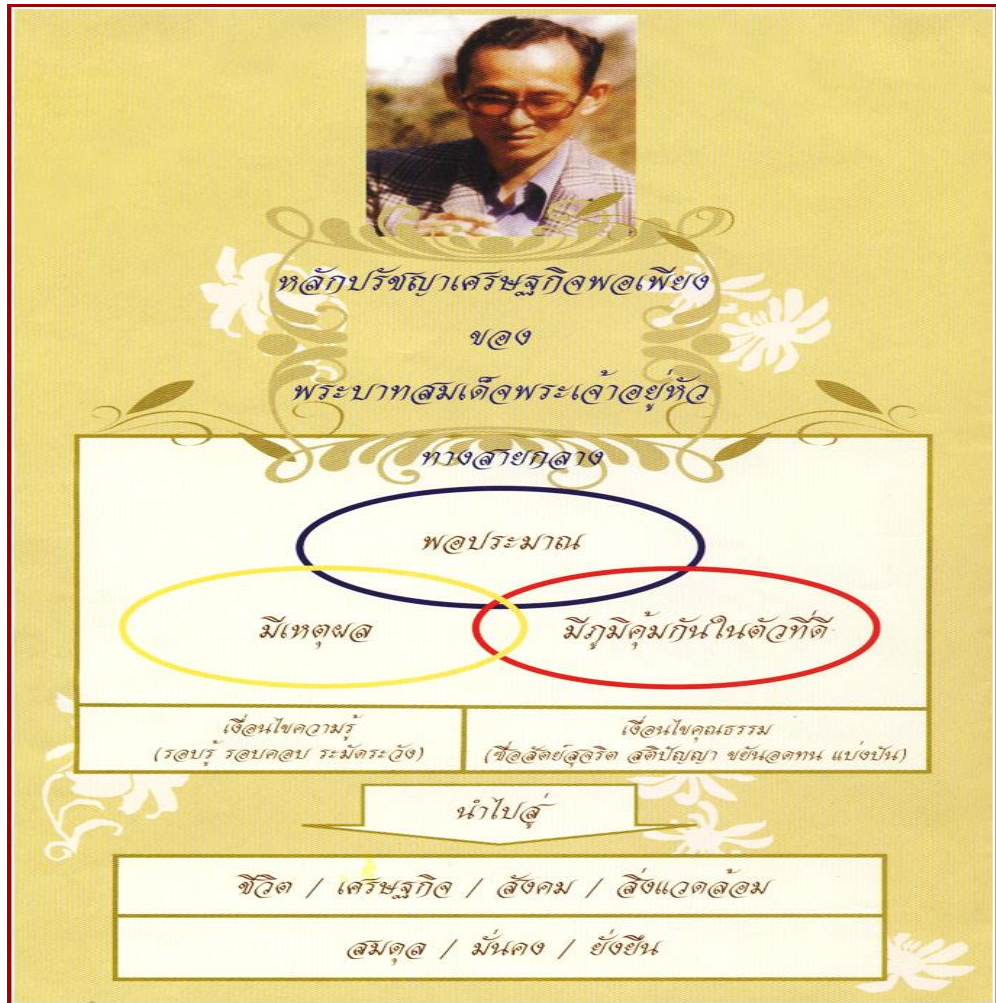 หลักปรัชญาเศรษฐกิจพอเพียง
ของ
พระบาทสมเด็จพระเจ้าอยู่หัว
ทางสายกลาง
พอประมาณ
มีเหตุผล
มีภูมิคุ้มกันในตัวที่ดี
เงื่อนไขความรู้
(รอบรู้ รอบคอบ ระมัดระวัง)
เงื่อนไขคุณธรรม
(ซื่อสัตย์สุจริต สติปัญญา ขยันอดทน แบ่งปัน)
นำไปสู่
ชีวิต / เศรษฐกิจ / สังคม / สิ่งแวดล้อม
สมดุล / มั่นคง / ยั่งยืน